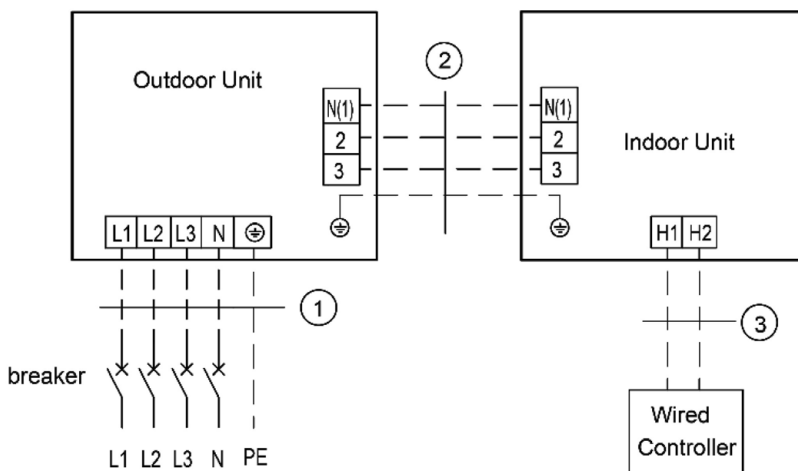 Outdoor Unit
2
N(1)
2
3
N(1)
2
3
Indoor Unit
L1 L2 L3 N
H1 H2
1
3
breaker
L1 L2 L3 N PE
Wired
Controller